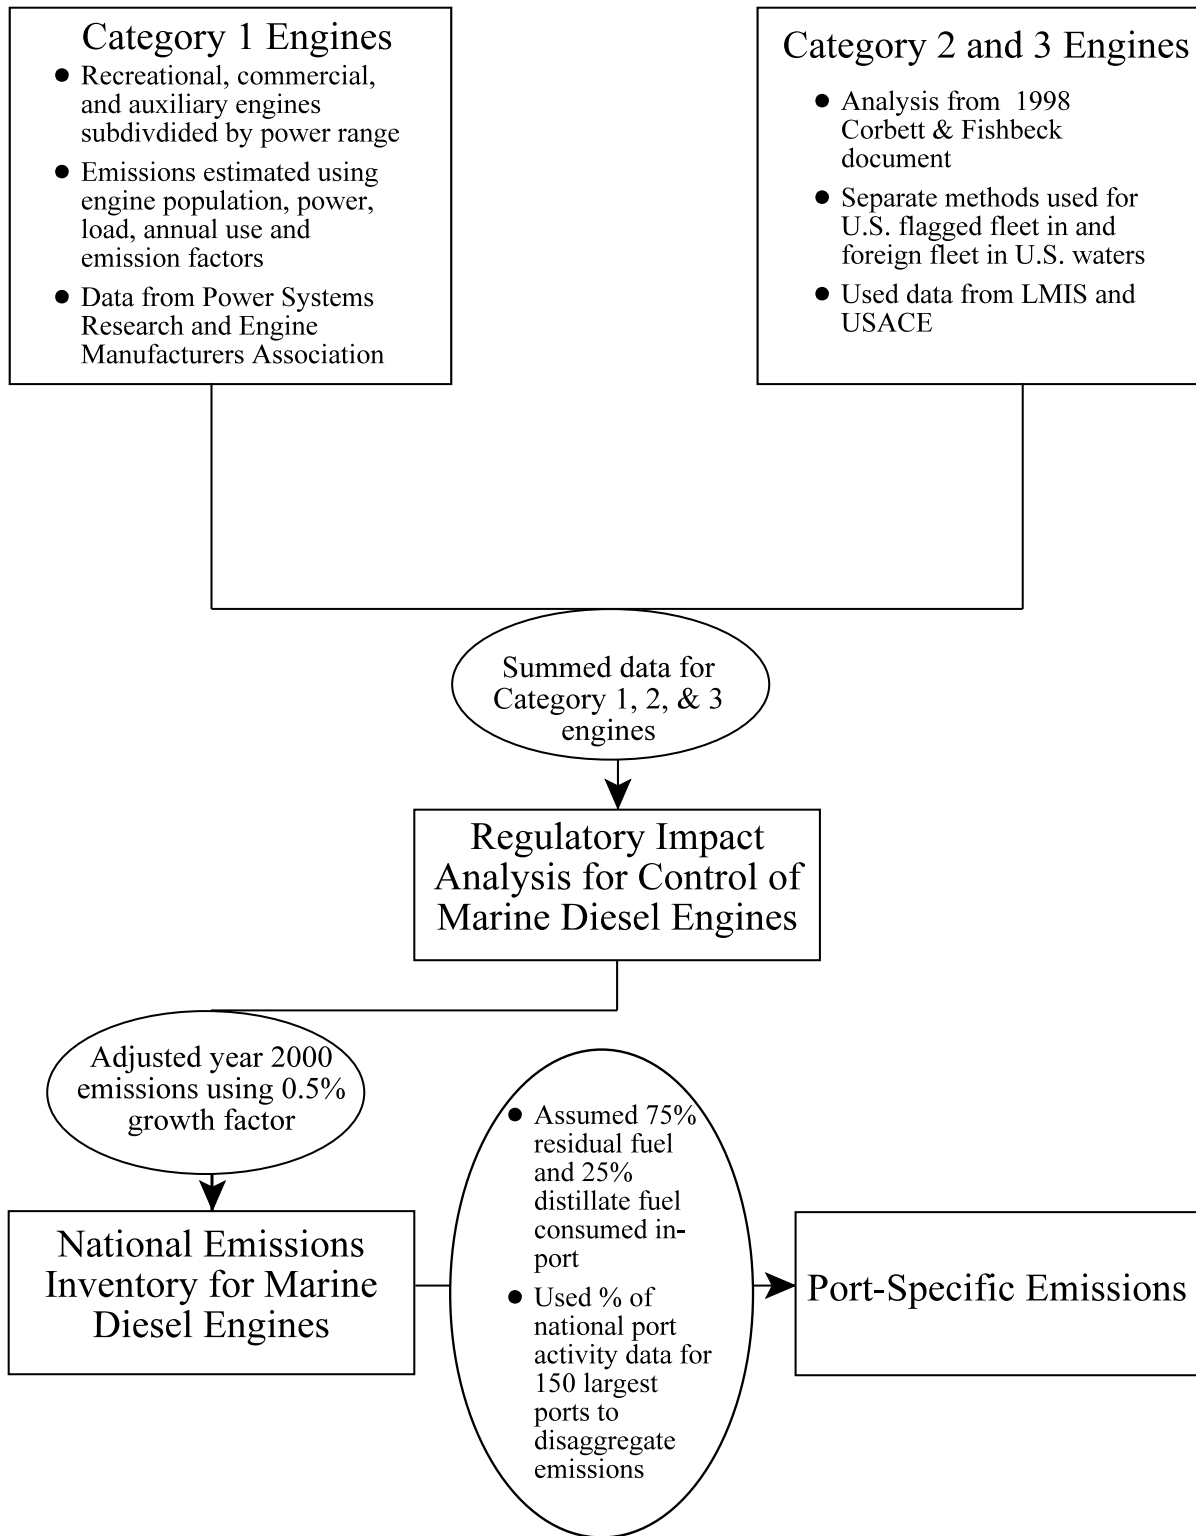 Category 1 Engines
● Recreational, commercial,
and auxiliary engines
subdivdided by power range
● Emissions estimated using
engine population, power,
load, annual use and
emission factors
● Data from Power Systems
Research and Engine
Manufacturers Association
Category 2 and 3 Engines
● Analysis from 1998
Corbett & Fishbeck
document
● Separate methods used for
U.S. flagged fleet in and
foreign fleet in U.S. waters
● Used data from LMIS and
USACE
Summed data for
Category 1, 2, & 3
engines
Regulatory Impact
Analysis for Control of
Marine Diesel Engines
Adjusted year 2000
emissions using 0.5%
growth factor
National Emissions
Inventory for Marine
Diesel Engines
● Assumed 75%
residual fuel
and 25%
distillate fuel
consumed in-
port
● Used % of
national port
activity data for
150 largest
ports to
disaggregate
emissions
Port-Specific Emissions